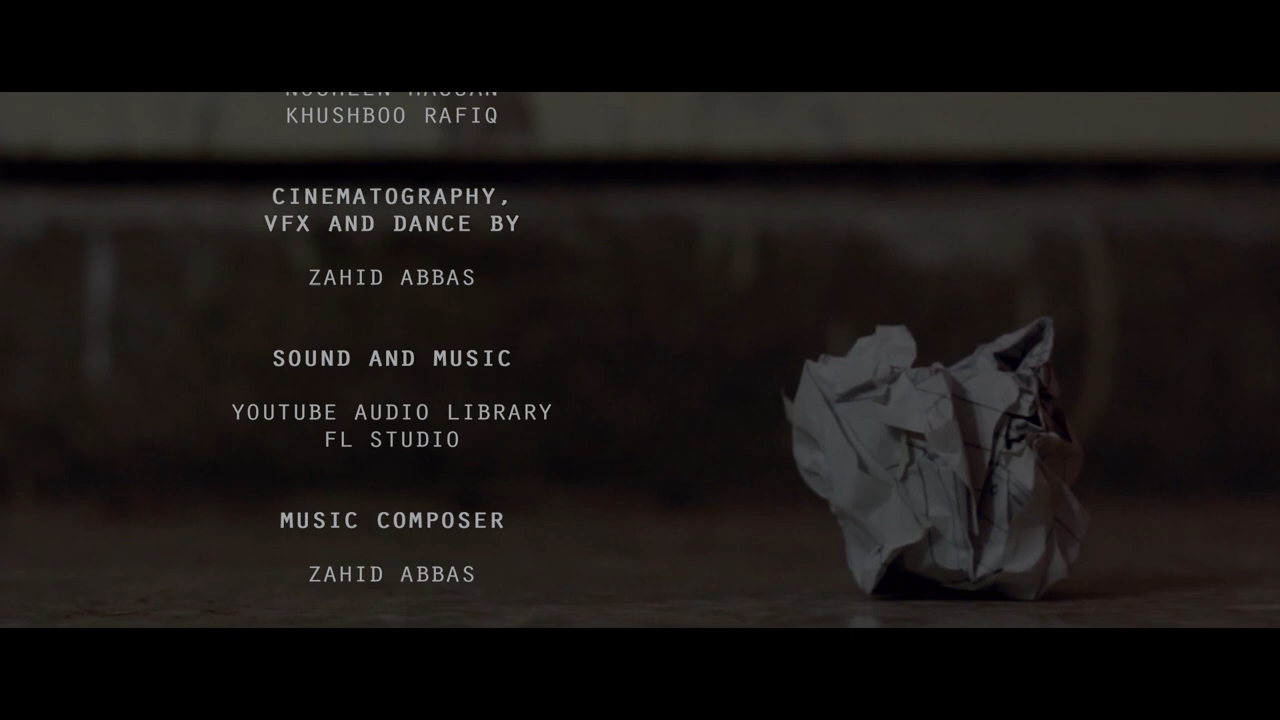 KHUSHBOO RAFIQ
CINEMATOGRAPHY,
VFX AND DANCE BY
ZAHID ABBAS
SOUND AND MUSIC
YOUTUBE AUDIO LIBRARY
FL STUDIO
MUSIC COMPOSER
ZAHID ABBAS